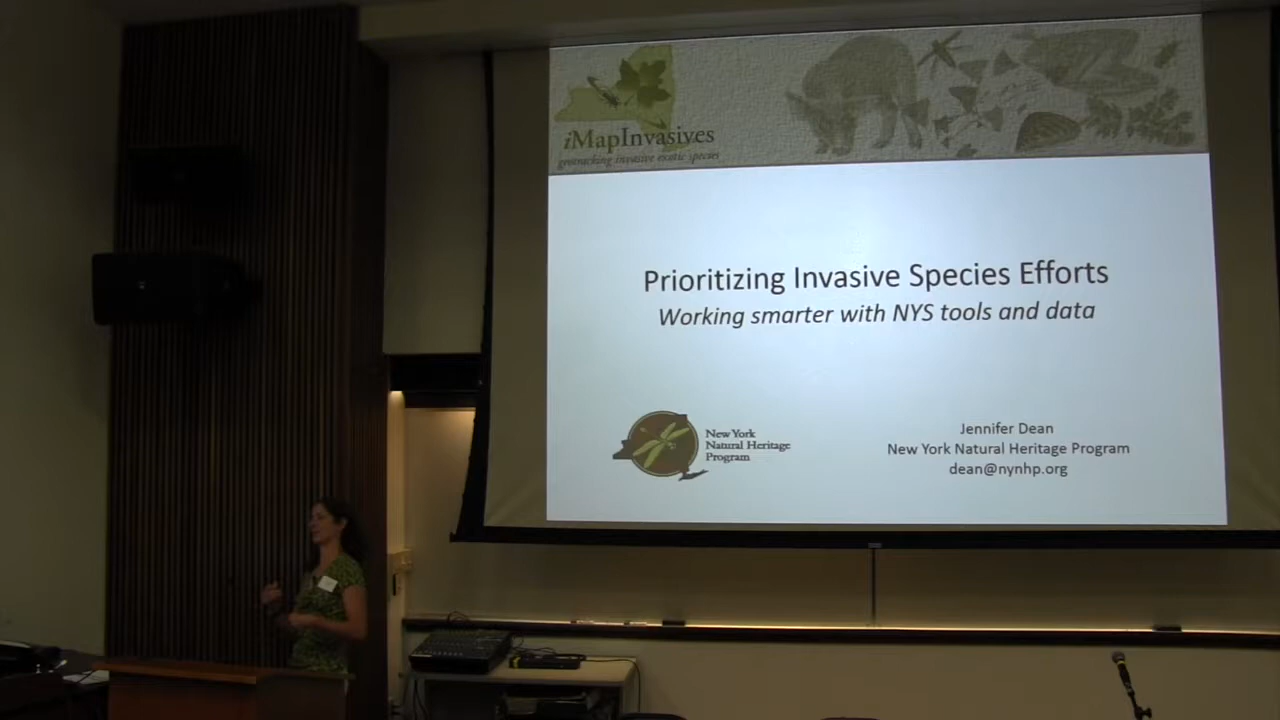 iMapInvasives
geotracking invasive exotic species
Prioritizing Invasive Species Efforts
Working smarter with NYS tools and data
New York
Natural Heritage
Program
Jennifer Dean
New York Natural Heritage Program
dean@nynhp.org